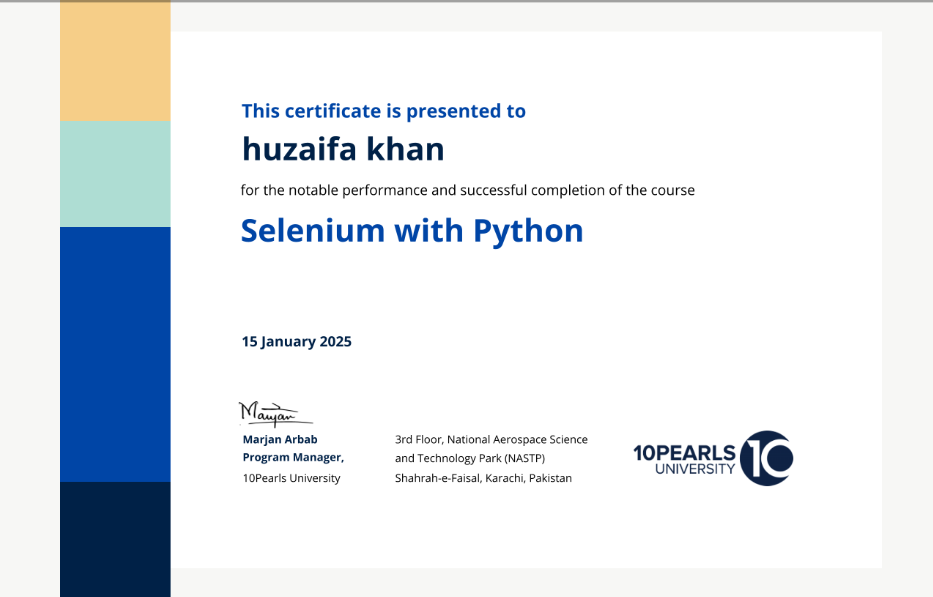 This certificate is presented to
huzaifa khan
for the notable performance and successful completion of the course
Selenium with Python
15 January 2025
Marjan
Marjan Arbab
Program Manager,
10Pearls University
3rd Floor, National Aerospace Science
and Technology Park (NASTP)
Shahrah-e-Faisal, Karachi, Pakistan
10PEARLS
UNIVERSITY
10